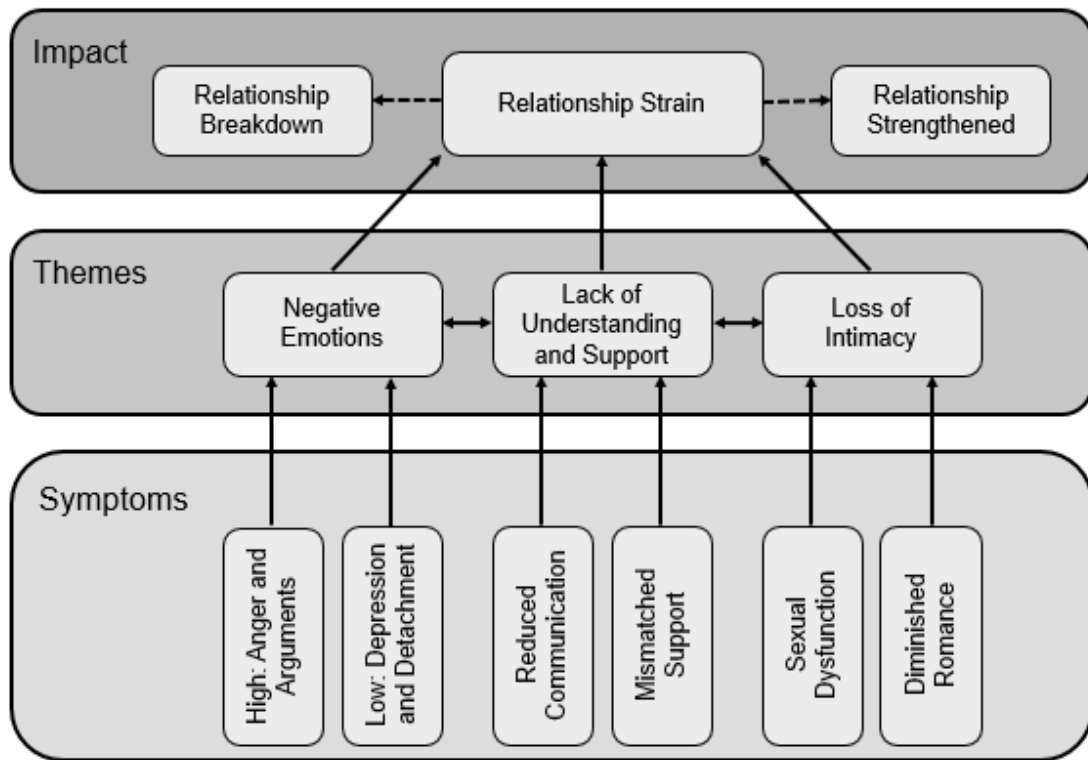 Impact
Relationship
Breakdown
Relationship Strain
Relationship
Strengthened
Themes
Negative
Emotions
Lack of
Understanding
and Support
Loss of
Intimacy
Symptoms
High: Anger and
Arguments
Low: Depression
and Detachment
Reduced
Communication
Mismatched
Support
Sexual
Dysfunction
Diminished
Romance